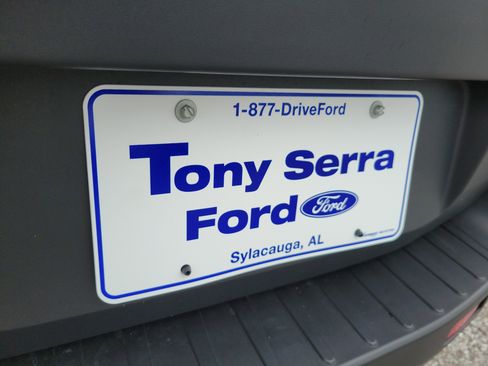 1-877-DriveFord
Tony Serra
Ford Ford
Sylacauga, AL